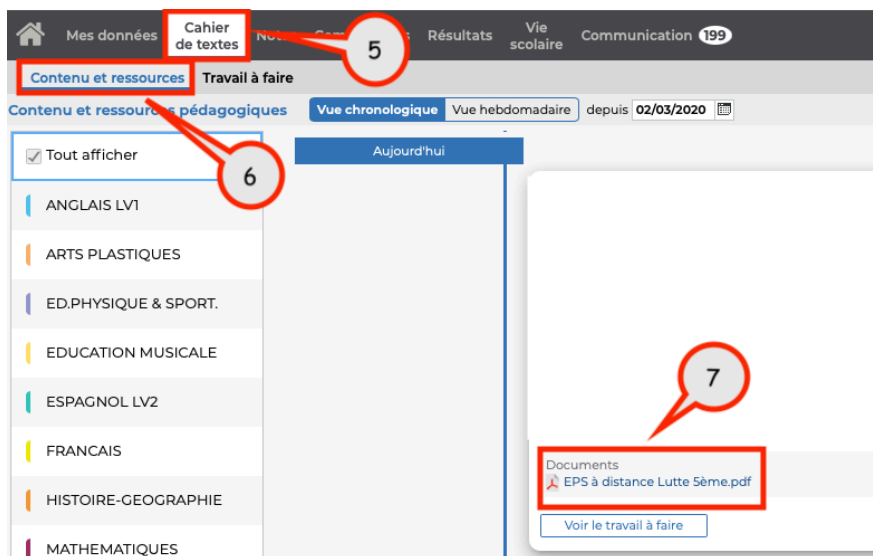 Mes données
Cahier
de textes
5
Résultats
Vie
scolaire
Communication 199
Contenu et ressources Travail à faire
Contenu et ressources pédagogiques Vue chronologique Vue hebdomadaire depuis 02/03/2020
Tout afficher
Aujourd'hui
6
ANGLAIS LV1
ARTS PLASTIQUES
ED.PHYSIQUE & SPORT.
EDUCATION MUSICALE
7
ESPAGNOL LV2
FRANCAIS
Documents
EPS à distance Lutte 5ème.pdf
HISTOIRE-GEOGRAPHIE
Voir le travail à faire
MATHEMATIQUES